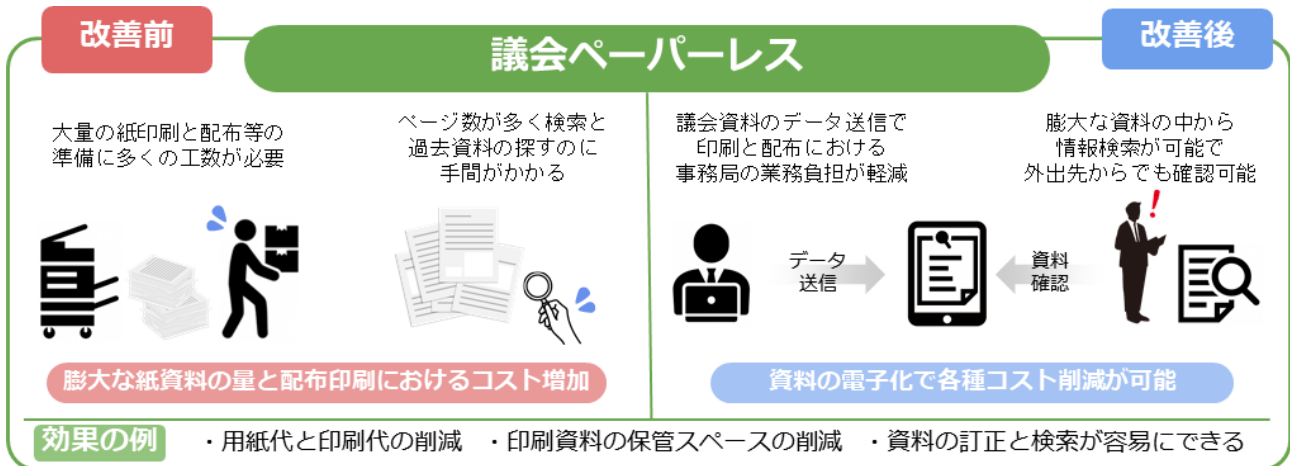 改善前
議会ペーパーレス
改善後
大量の紙印刷と配布等の
準備に多くの工数が必要
ページ数が多く検索と
過去資料の探すのに
手間がかかる
議会資料のデータ送信で
印刷と配布における
事務局の業務負担が軽減
膨大な資料の中から
情報検索が可能で
外出先からでも確認可能
データ
送信
資料
確認
膨大な紙資料の量と配布印刷におけるコスト増加
資料の電子化で各種コスト削減が可能
効果の例
・用紙代と印刷代の削減 ・印刷資料の保管スペースの削減 ・資料の訂正と検索が容易にできる